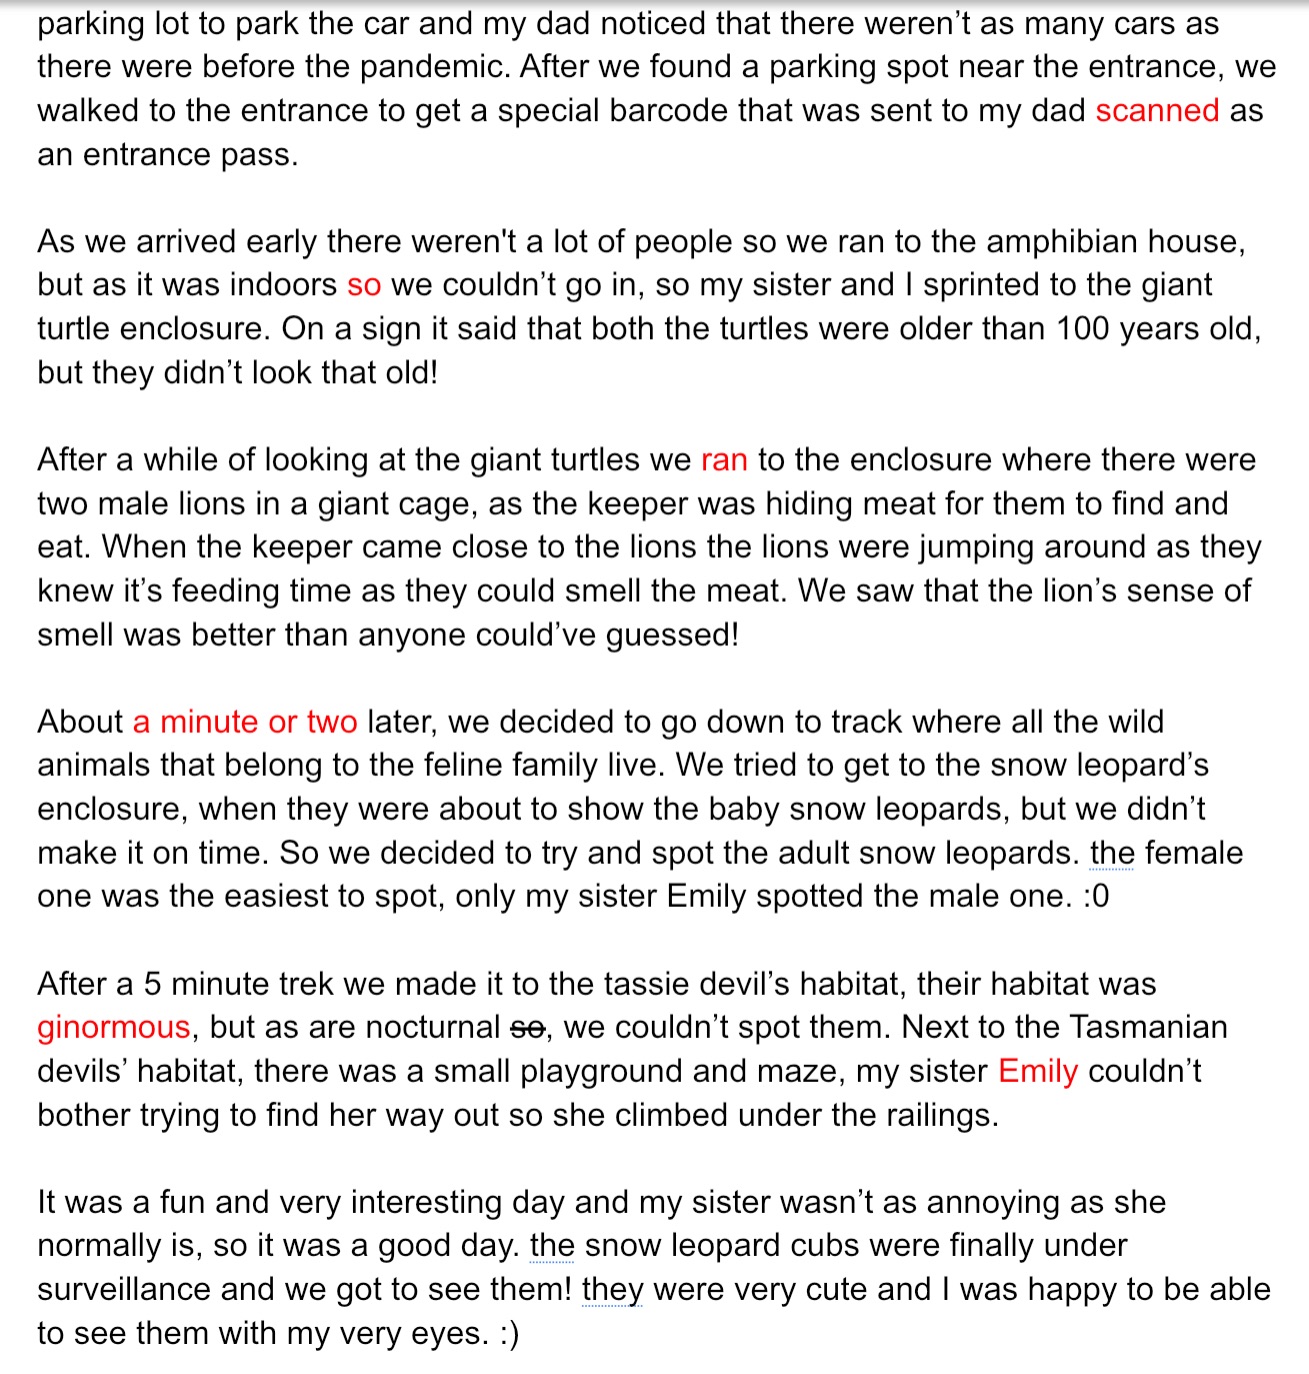 parking lot to park the car and my dad noticed that there weren’t as many cars as
there were before the pandemic. After we found a parking spot near the entrance, we
walked to the entrance to get a special barcode that was sent to my dad scanned as
an entrance pass.
As we arrived early there weren't a lot of people so we ran to the amphibian house,
but as it was indoors so we couldn’t go in, so my sister and I sprinted to the giant
turtle enclosure. On a sign it said that both the turtles were older than 100 years old,
but they didn’t look that old!
After a while of looking at the giant turtles we ran to the enclosure where there were
two male lions in a giant cage, as the keeper was hiding meat for them to find and
eat. When the keeper came close to the lions the lions were jumping around as they
knew it’s feeding time as they could smell the meat. We saw that the lion’s sense of
smell was better than anyone could’ve guessed!
About a minute or two later, we decided to go down to track where all the wild
animals that belong to the feline family live. We tried to get to the snow leopard’s
enclosure, when they were about to show the baby snow leopards, but we didn’t
make it on time. So we decided to try and spot the adult snow leopards. the female
one was the easiest to spot, only my sister Emily spotted the male one. :0
After a 5 minute trek we made it to the tassie devil’s habitat, their habitat was
ginormous, but as are nocturnal so, we couldn’t spot them. Next to the Tasmanian
devils’ habitat, there was a small playground and maze, my sister Emily couldn’t
bother trying to find her way out so she climbed under the railings.
It was a fun and very interesting day and my sister wasn’t as annoying as she
normally is, so it was a good day. the snow leopard cubs were finally under
surveillance and we got to see them! they were very cute and I was happy to be able
to see them with my very eyes. :)